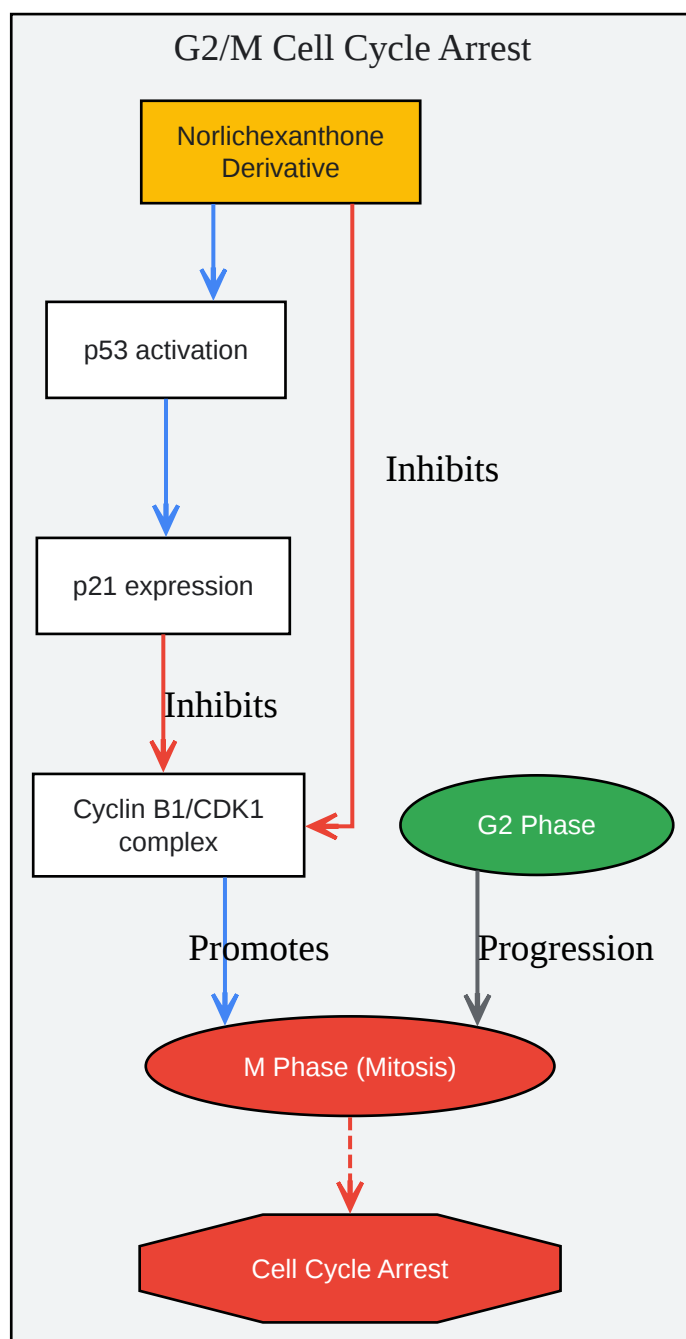 G2/M Cell Cycle Arrest
Norlichexanthone
Derivative
p53 activation
Inhibits
p21 expression
Inhibits
Cyclin B1/CDK1
complex
G2 Phase
Promotes
Progression
M Phase (Mitosis)
Cell Cycle Arrest